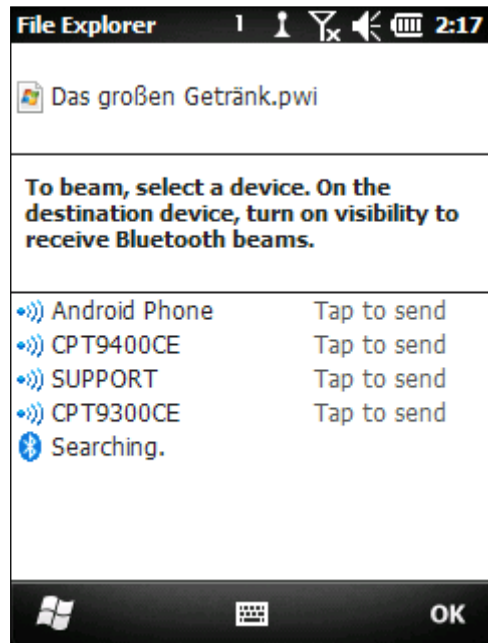 File Explorer 1 2:17
Das großen Getränk.pwi
To beam, select a device. On the
destination device, turn on visibility to
receive Bluetooth beams.
Android Phone Tap to send
CPT9400CE Tap to send
SUPPORT Tap to send
CPT9300CE Tap to send
Searching.
OK